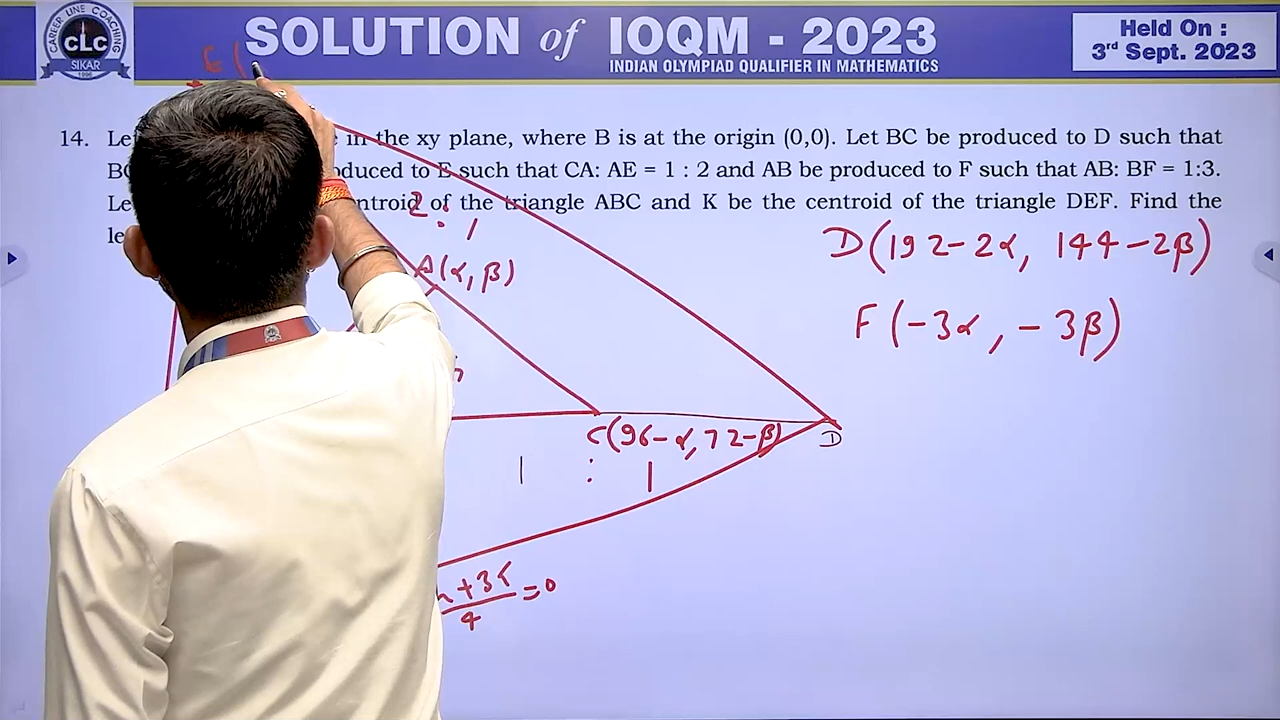 CAREER LINE COACHING
CLC
SIKAR
1996
SOLUTION of IOQM - 2023
INDIAN OLYMPIAD QUALIFIER IN MATHEMATICS
Held On :
3rd Sept. 2023
E(
14. Le in the xy plane, where B is at the origin (0,0). Let BC be produced to D such that
BC oduced to E such that CA: AE = 1 : 2 and AB be produced to F such that AB: BF = 1:3.
Le ntroid of the triangle ABC and K be the centroid of the triangle DEF. Find the
le
2 : 1
D(192-2α, 144-2β)
A(α, β)
F(-3α, -3β)
C(96-α, 72-β)
D
1 : 1
h+3α/4 = 0